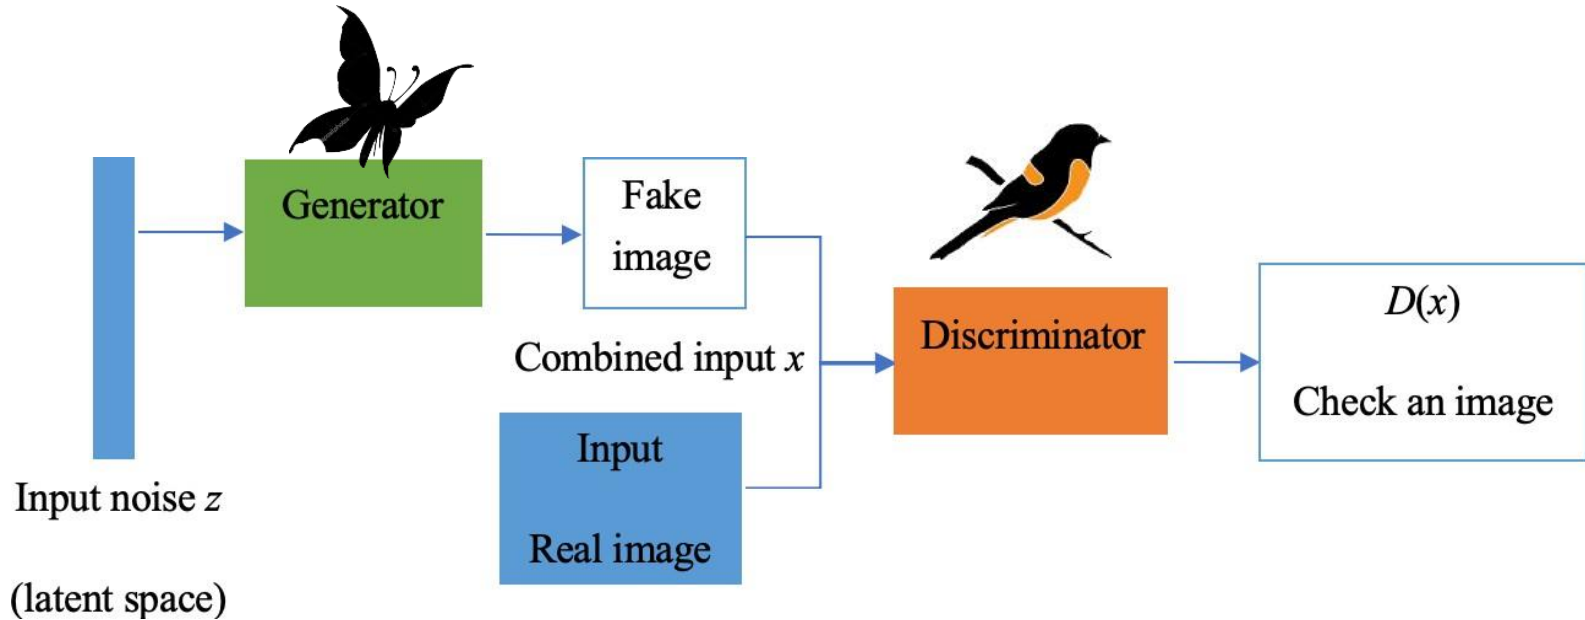 Generator
Fake
image
Combined input x
Discriminator
D(x)
Check an image
Input
Real image
Input noise z
(latent space)